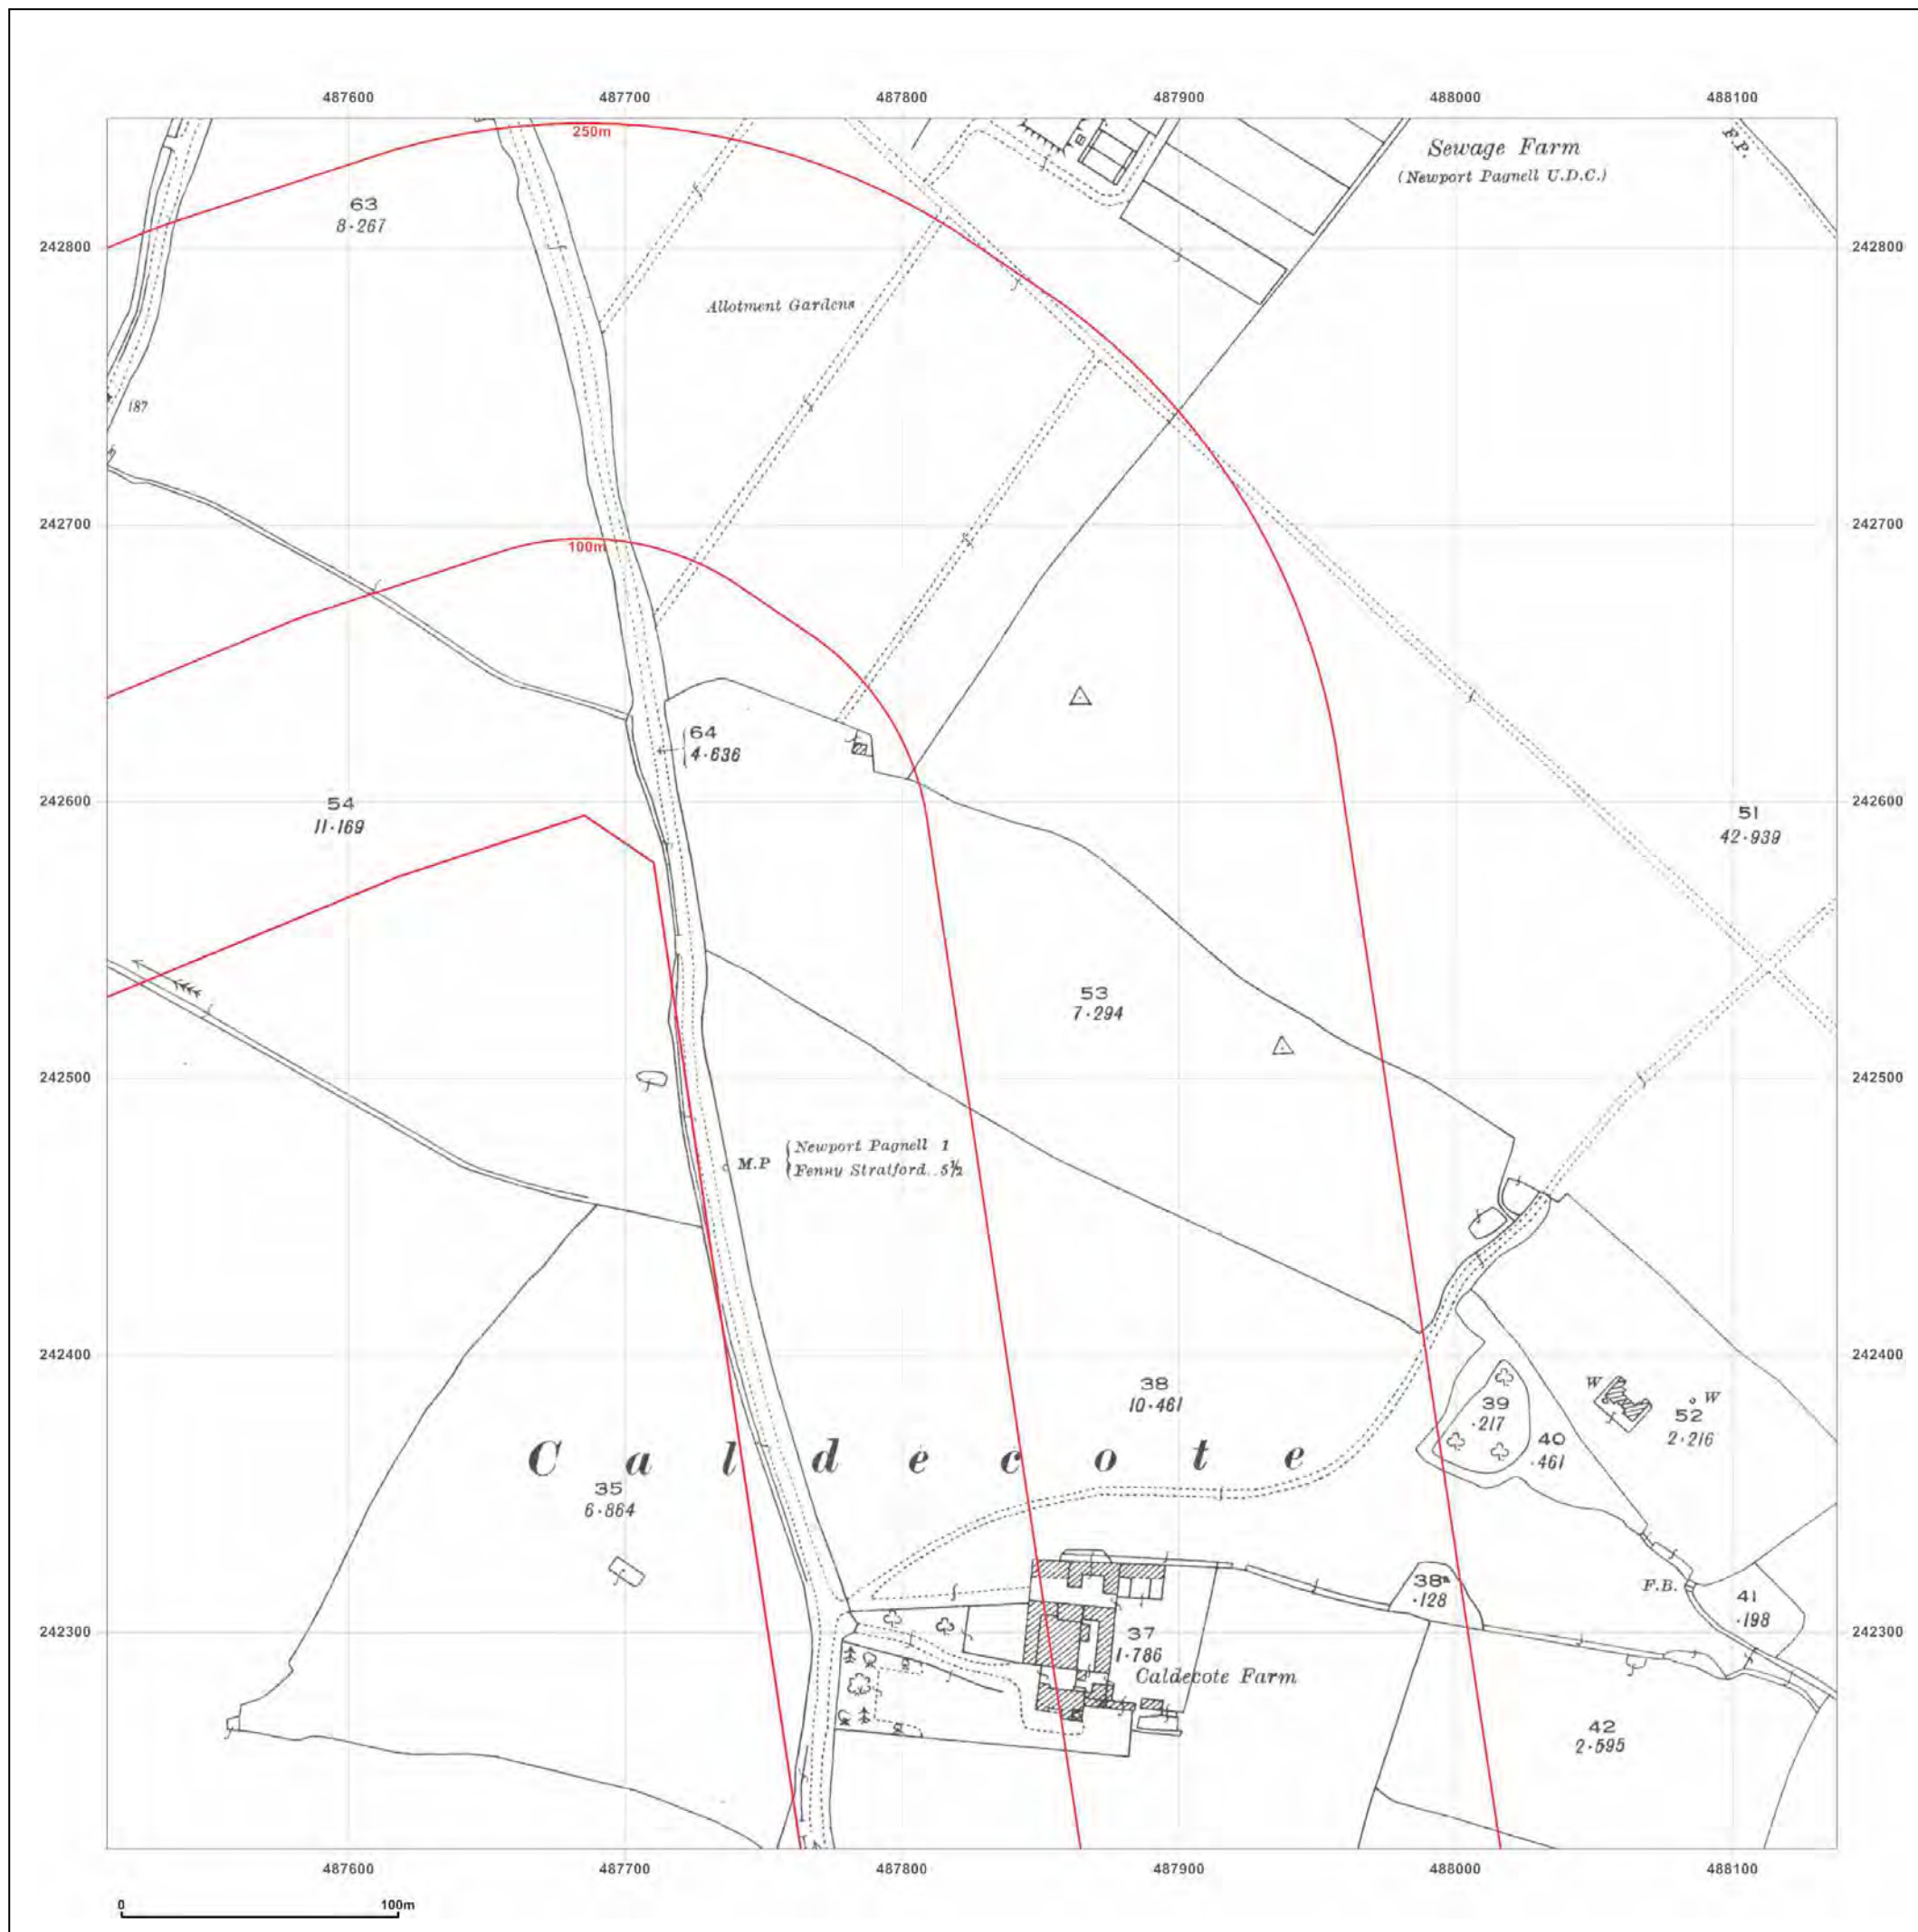 487600 487700 487800 487900 488000 488100
250m
Sewage Farm
(Newport Pagnell U.D.C.)
F.P.
63
8·267
242800 242800
Allotment Gardens
187
242700 242700
100m
64
4·636
242600 242600
54
11·169
51
42·939
53
7·294
242500 242500
M.P
Newport Pagnell 1
Fenny Stratford..5½
242400 242400
38
10·461
W
W
39
·217
52
2·216
40
·461
Caldecote
35
6·864
38a
·128
F.B.
41
·198
242300 242300
37
1·786
Caldecote Farm
42
2·595
487600 487700 487800 487900 488000 488100
0 100m